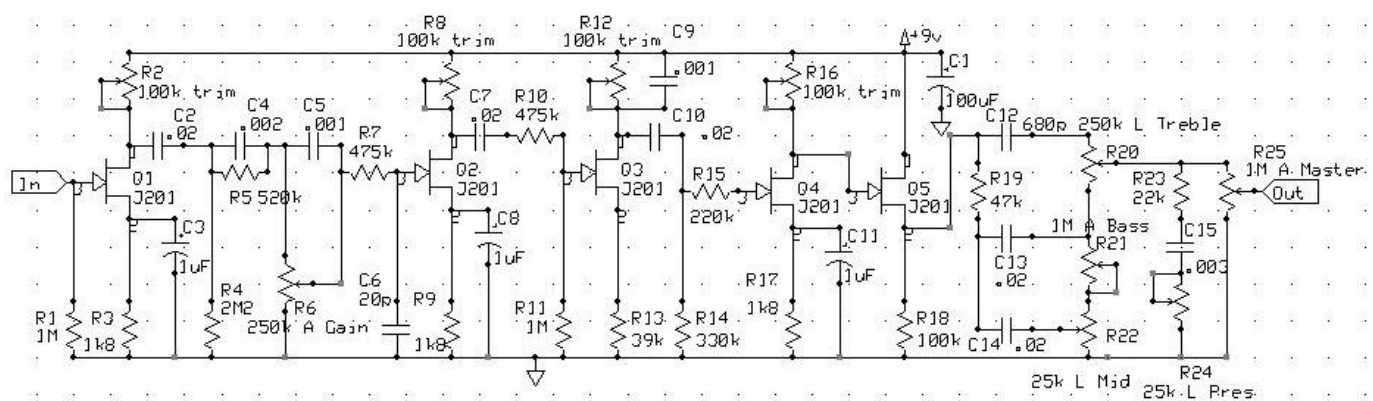 R8
100k trim
R12
100k trim
C9
.001
+9v
R2
100k trim
C2
.02
C4
.002
C5
.001
R7
475k
C7
.02
R10
475k
C10
.02
R16
100k trim
C1
100uF
C12
680p
250k L Treble
R20
R25
1M A Master
In
Q1
J201
R5
520k
Q2
J201
Q3
J201
R15
220k
Q4
J201
Q5
J201
R19
47k
R23
22k
Out
C3
1uF
C8
1uF
C11
1uF
1M A Bass
R21
C13
.02
C15
.003
R1
1M
R3
1k8
R4
2M2
R6
250k A Gain
C6
20p
R9
1k8
R11
1M
R13
39k
R14
330k
R17
1k8
R18
100k
C14
.02
R22
25k L Mid
R24
25k L Pres